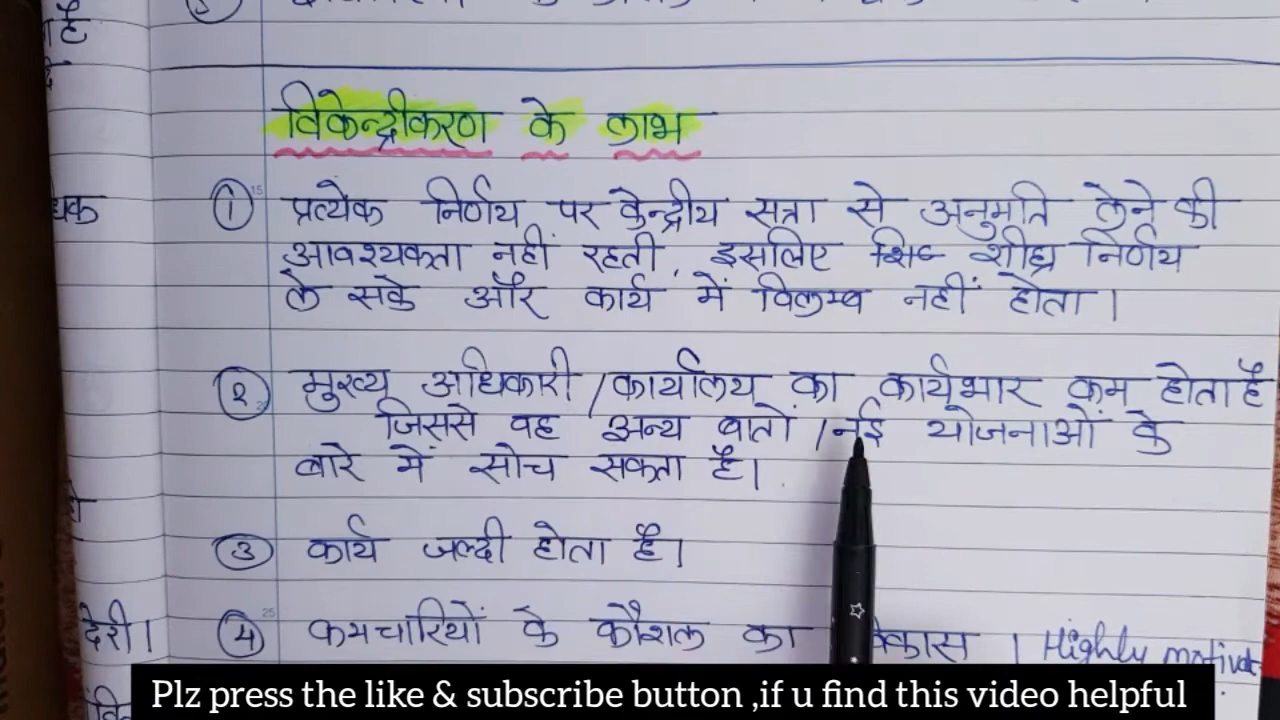 है
विकेन्द्रीकरण के लाभ
① प्रत्येक निर्णय पर केन्द्रीय सत्ता से अनुमति लेने की
आवश्यकता नहीं रहती, इसलिए शीघ्र निर्णय
ले सके और कार्य में विलम्ब नहीं होता।
② मुख्य अधिकारी / कार्यालय का कार्यभार कम होता है
जिससे वह अन्य बातों / नई योजनाओं के
बारे में सोच सकता है।
③ कार्य जल्दी होता है।
देरी।
④ कर्मचारियों के कौशल का विकास । Highly motivat
Plz press the like & subscribe button ,if u find this video helpful